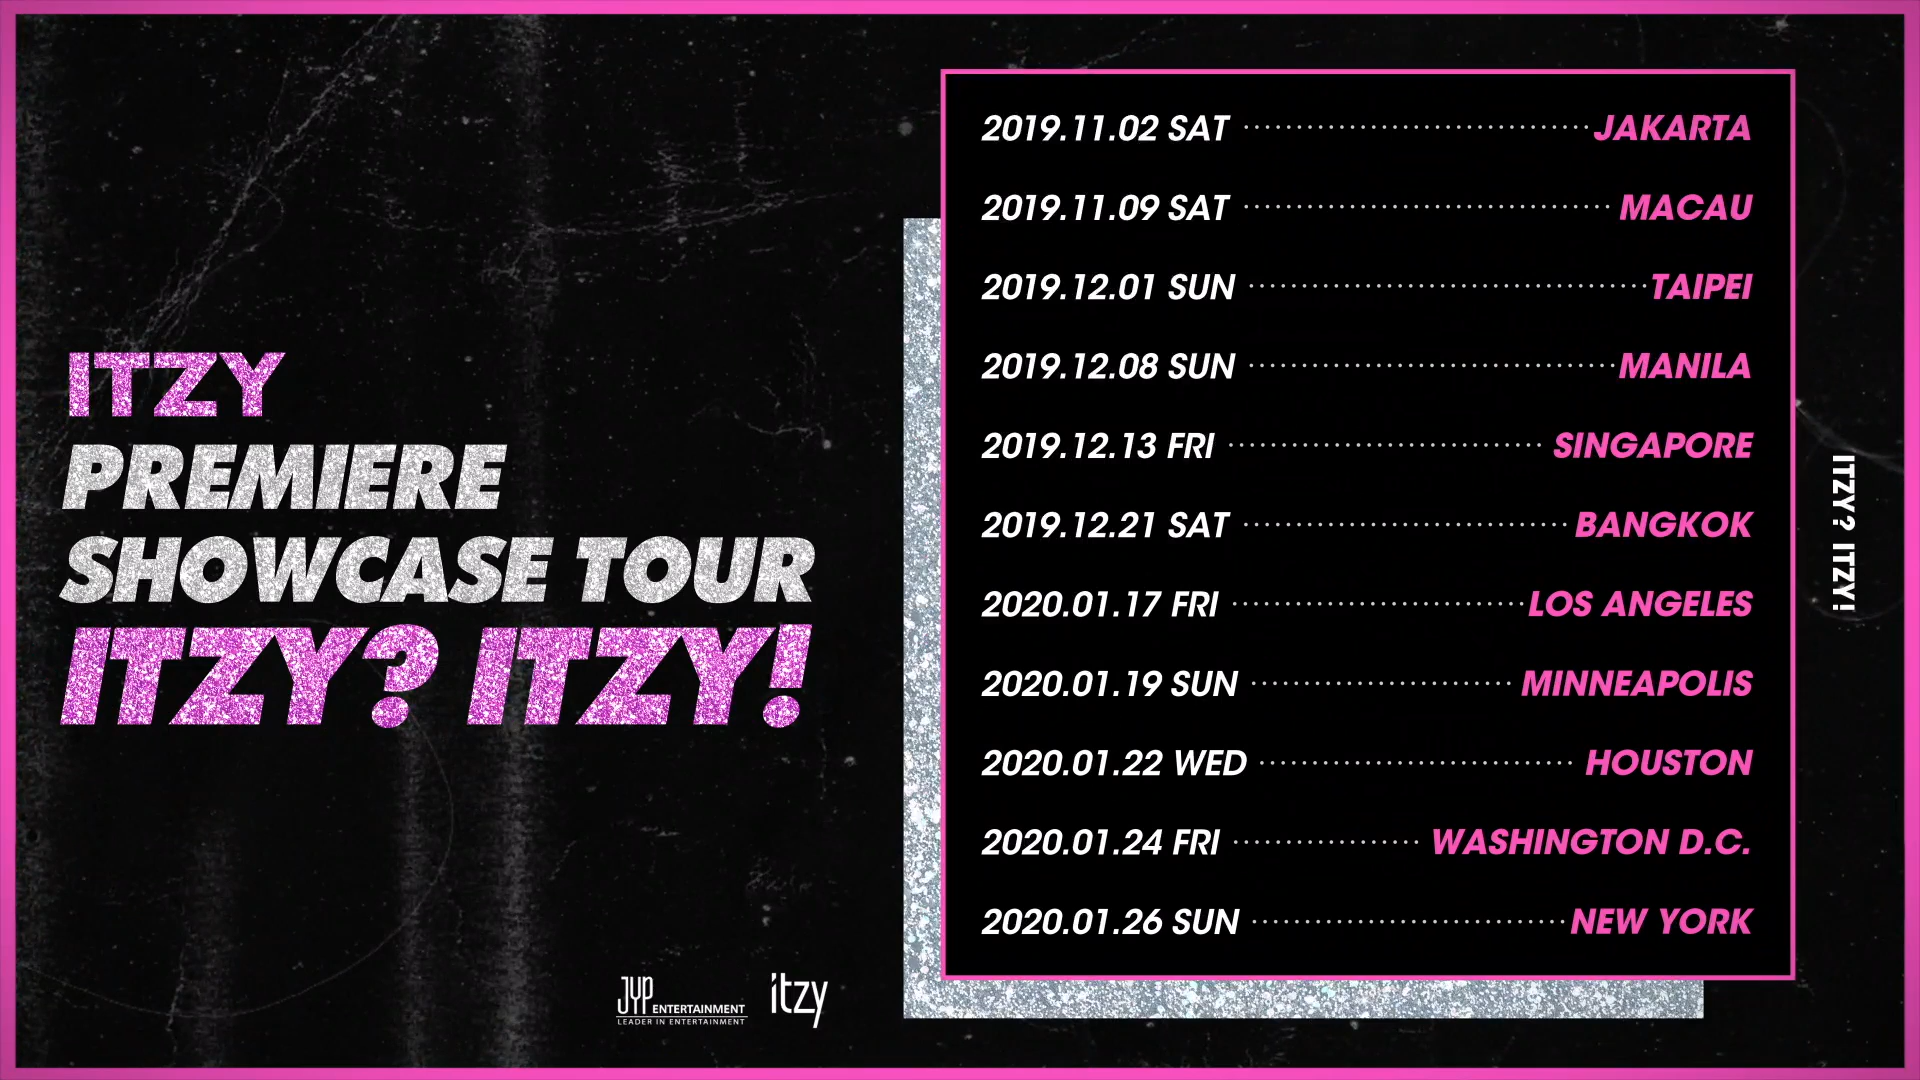 ITZY
PREMIERE
SHOWCASE TOUR
ITZY? ITZY!
2019.11.02 SAT JAKARTA
2019.11.09 SAT MACAU
2019.12.01 SUN TAIPEI
2019.12.08 SUN MANILA
2019.12.13 FRI SINGAPORE
2019.12.21 SAT BANGKOK
2020.01.17 FRI LOS ANGELES
2020.01.19 SUN MINNEAPOLIS
2020.01.22 WED HOUSTON
2020.01.24 FRI WASHINGTON D.C.
2020.01.26 SUN NEW YORK
ITZY? ITZY!
JYP ENTERTAINMENT
LEADER IN ENTERTAINMENT
itzy